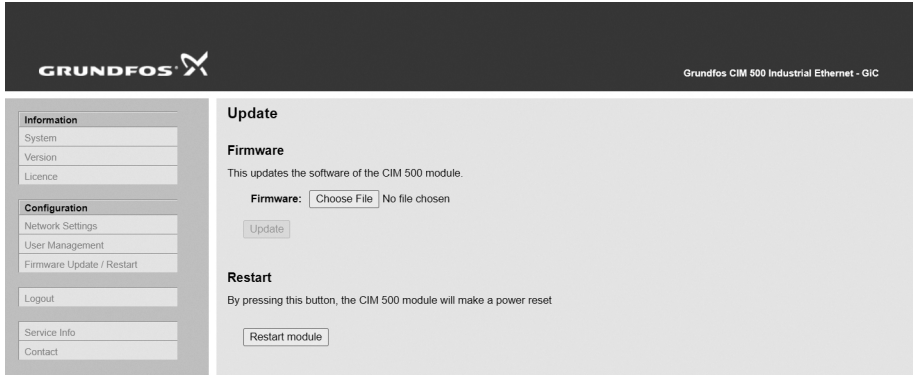 GRUNDFOS
Grundfos CIM 500 Industrial Ethernet - GiC
Information
System
Version
Licence
Configuration
Network Settings
User Management
Firmware Update / Restart
Logout
Service Info
Contact
Update
Firmware
This updates the software of the CIM 500 module.
Firmware: Choose File No file chosen
Update
Restart
By pressing this button, the CIM 500 module will make a power reset
Restart module